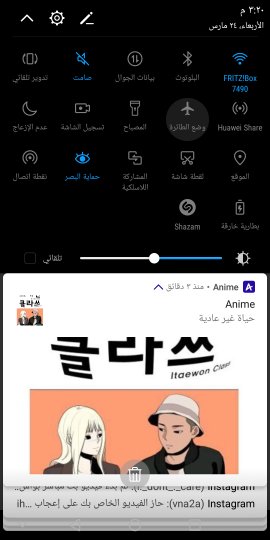 ٣:٢٠ م
الأربعاء، ٢٤ مارس
FRITZ!Box 7490
البلوتوث
بيانات الجوال
صامت
تدوير تلقائي
Huawei Share
وضع الطائرة
المصباح
تسجيل الشاشة
عدم الإزعاج
الموقع
لقطة شاشة
المشاركة اللاسلكية
حماية البصر
نقطة اتصال
بطارية خارقة
Shazam
تلقائي
Anime • منذ ٣ دقائق
Anime
حياة غير عادية
클라쓰
Itaewon Class
Instagram
Instagram (vna2a): حاز الفيديو الخاص بك على إعجاب